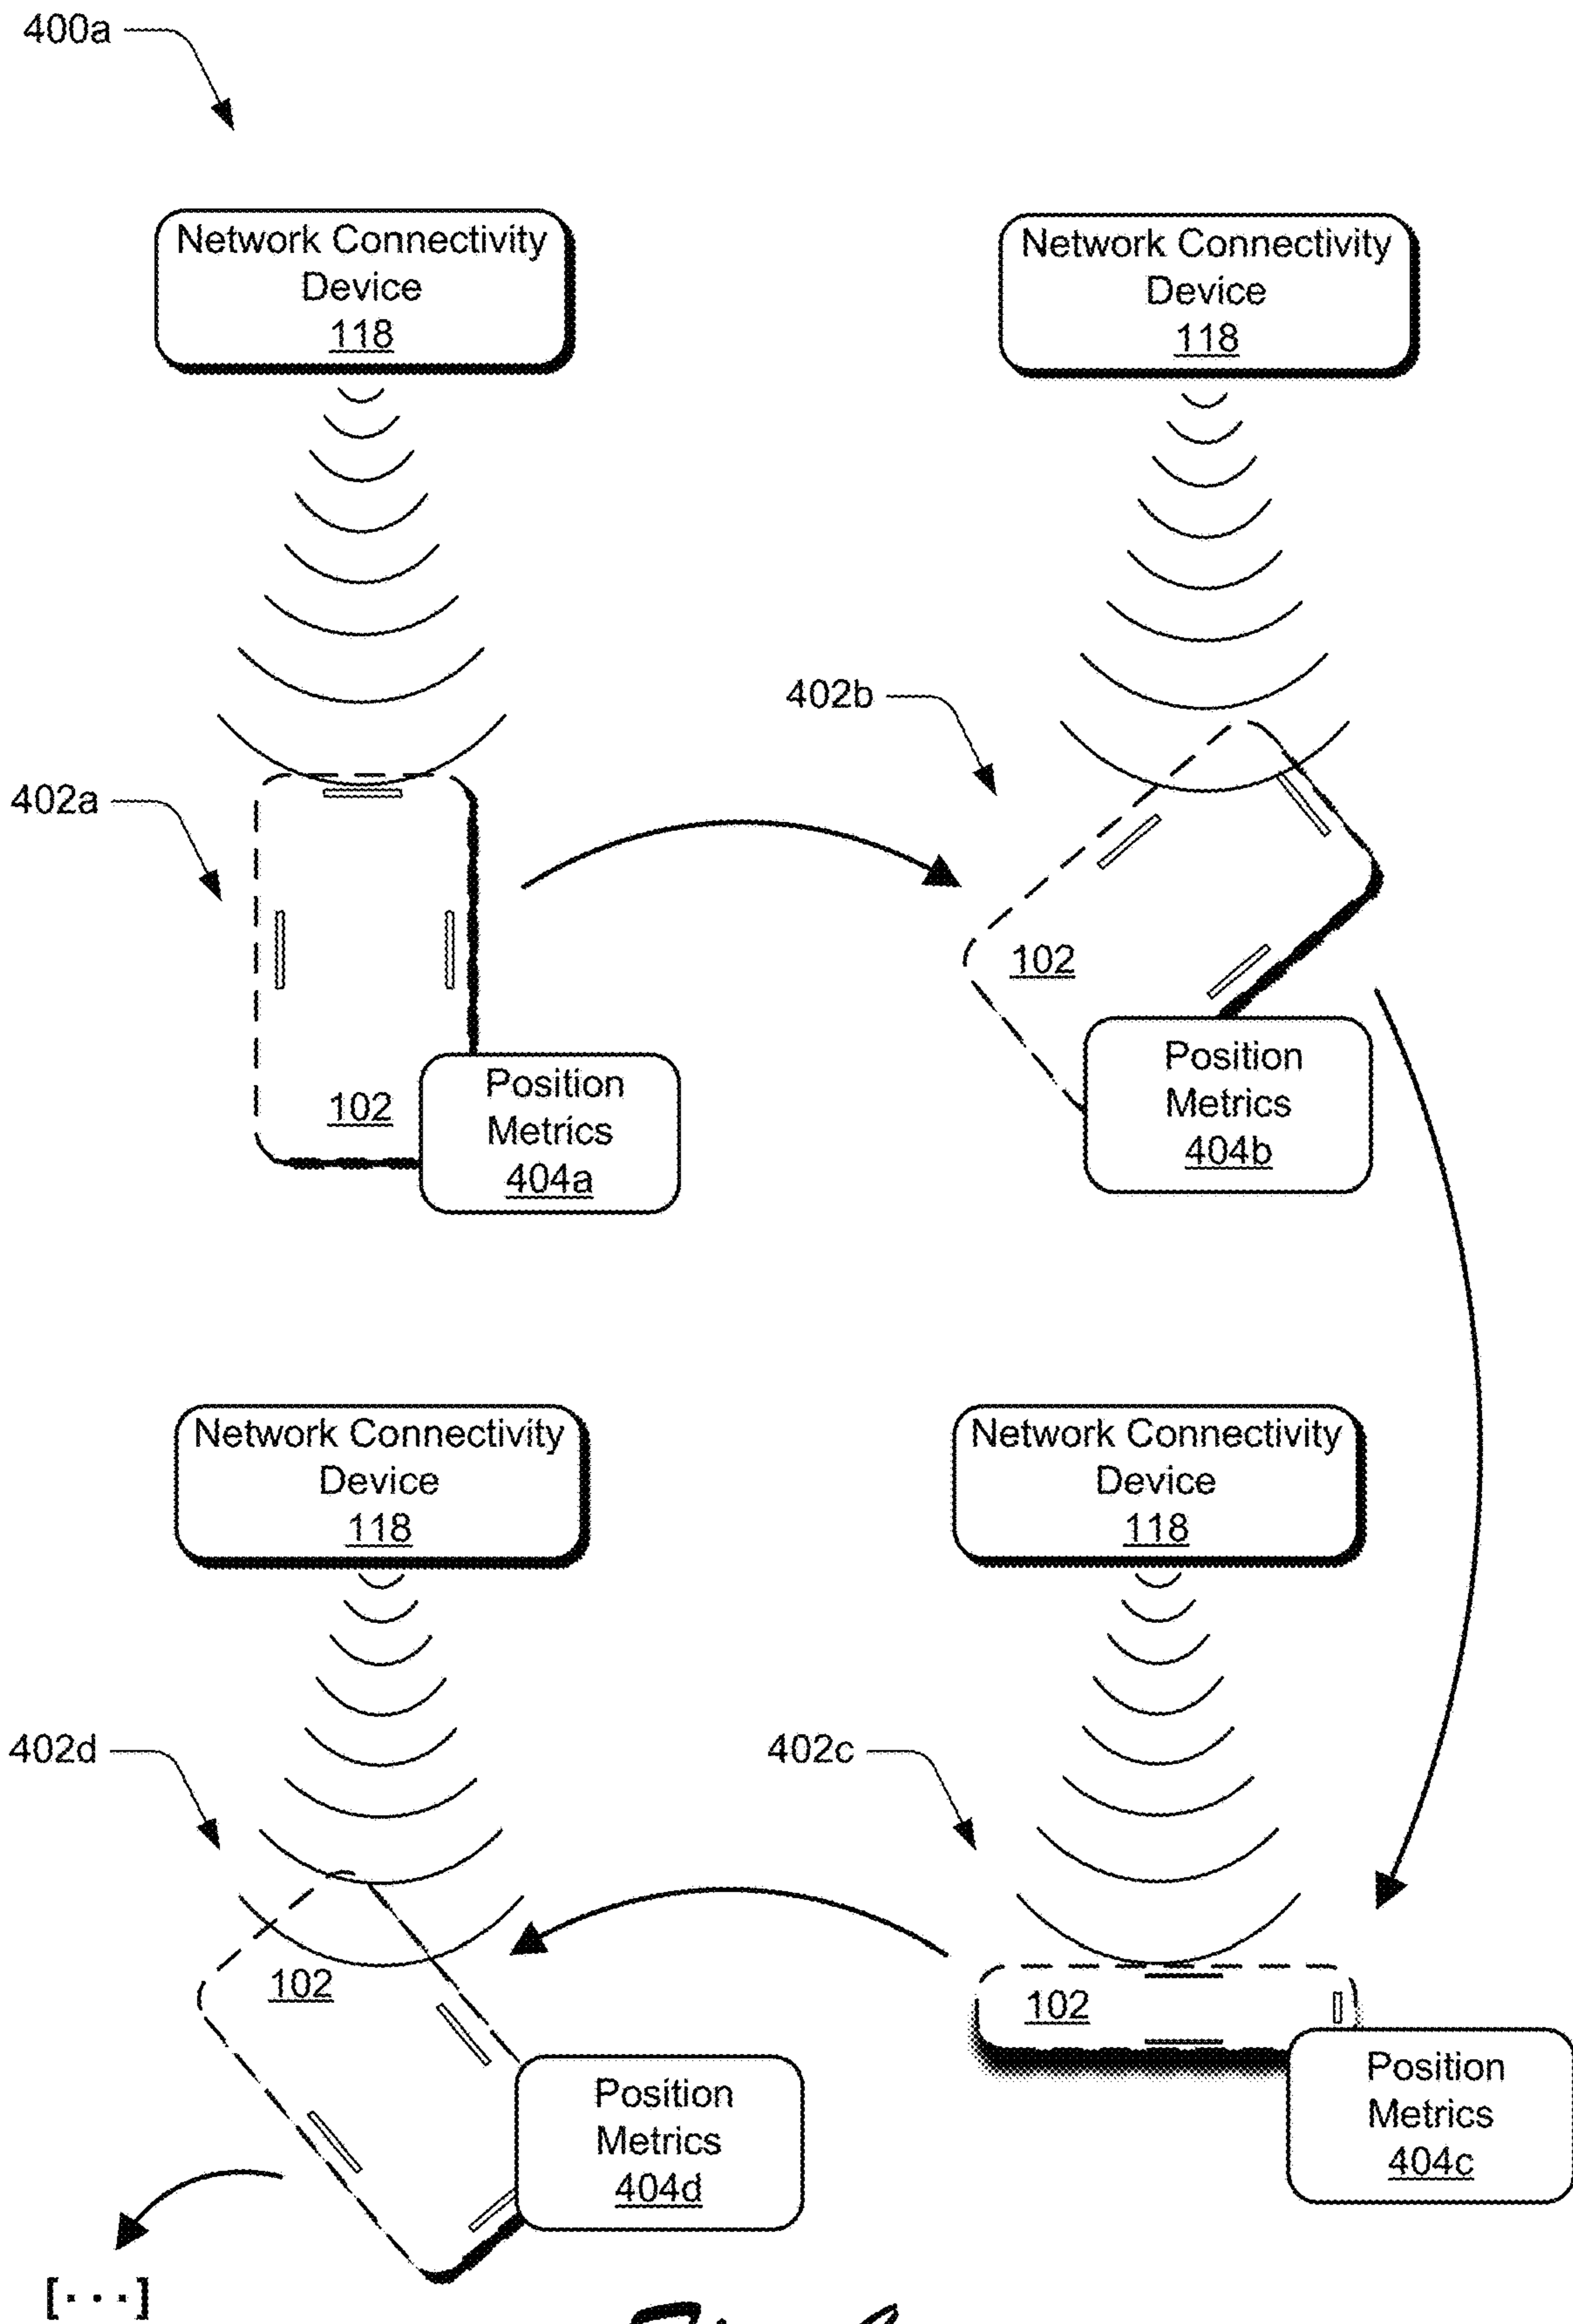 400a
Network Connectivity
Device
118
Network Connectivity
Device
118
402a
402b
102
Position
Metrics
404a
102
Position
Metrics
404b
Network Connectivity
Device
118
Network Connectivity
Device
118
402d
402c
102
Position
Metrics
404d
102
Position
Metrics
404c
[...]